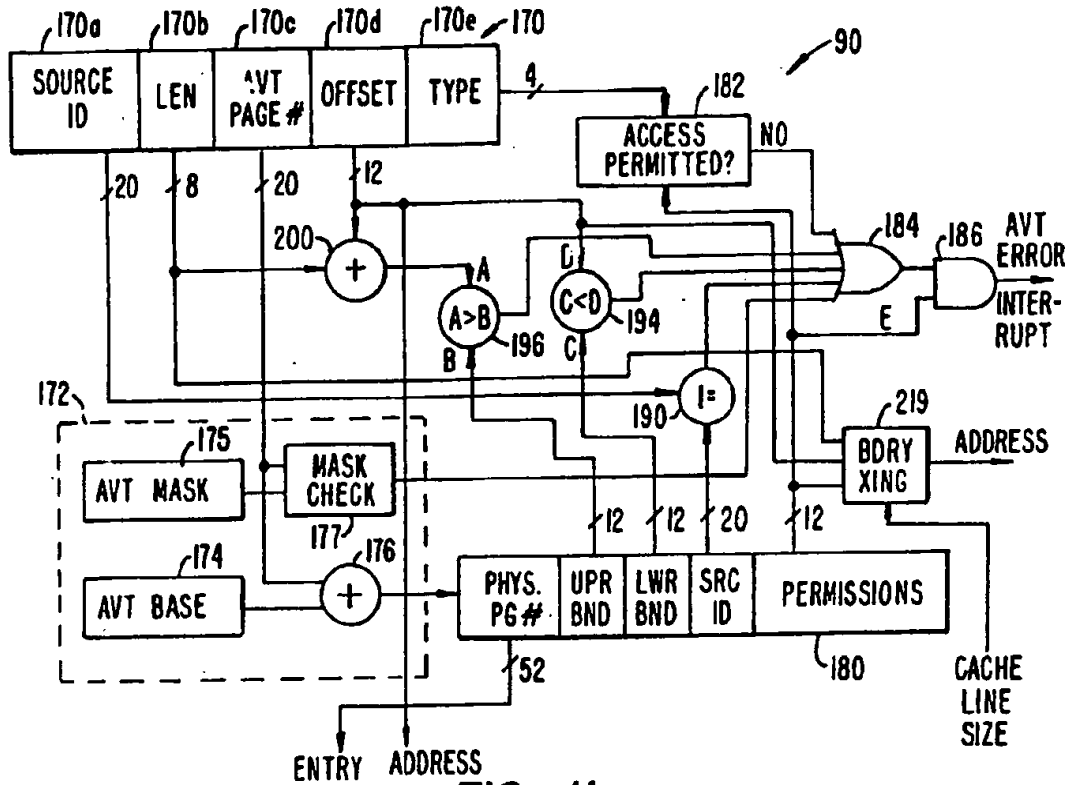 170a 170b 170c 170d 170e 170
90
SOURCE ID
LEN
AVT PAGE #
OFFSET
TYPE
4
182
ACCESS PERMITTED?
NO
20
8
20
12
200
+
A
A>B
B
196
D
C<D
C
194
184
186
AVT ERROR
INTER-
RUPT
E
190
!=
172
175
AVT MASK
MASK CHECK
177
174
AVT BASE
176
+
219
BDRY XING
ADDRESS
12
12
20
12
PHYS. PG #
UPR BND
LWR BND
SRC ID
PERMISSIONS
180
52
CACHE
LINE
SIZE
ENTRY ADDRESS